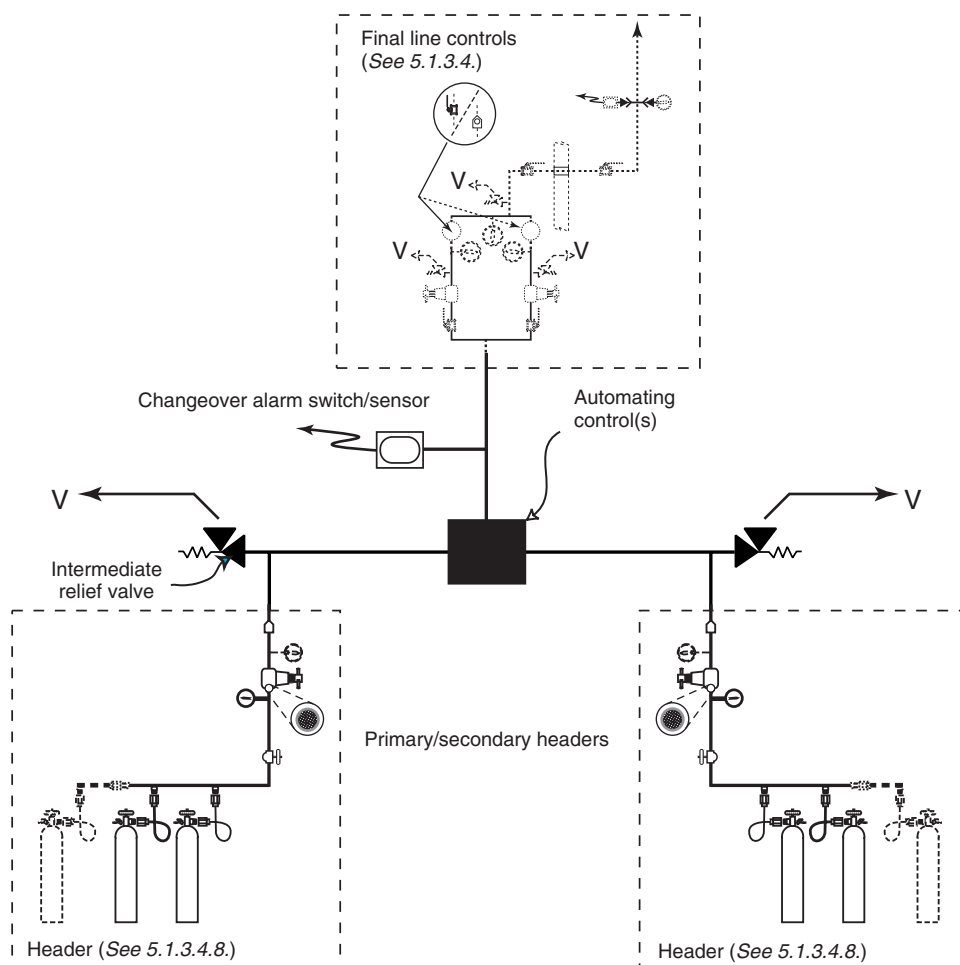 Final line controls
(See 5.1.3.4.)
V
V
V
Changeover alarm switch/sensor
Automating
control(s)
V
V
Intermediate
relief valve
Primary/secondary headers
Header (See 5.1.3.4.8.)
Header (See 5.1.3.4.8.)